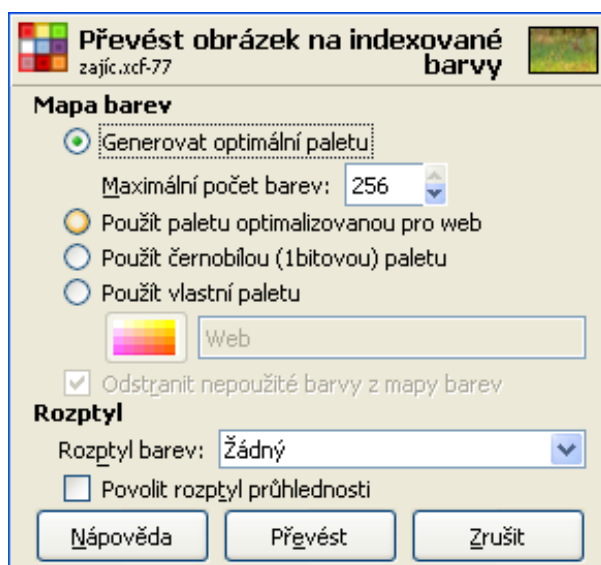 Převést obrázek na indexované
barvy
zajíc.xcf-77
Mapa barev
Generovat optimální paletu
Maximální počet barev: 256
Použít paletu optimalizovanou pro web
Použít černobílou (1bitovou) paletu
Použít vlastní paletu
Web
Odstranit nepoužité barvy z mapy barev
Rozptyl
Rozptyl barev: Žádný
Povolit rozptyl průhlednosti
Nápověda Převést Zrušit